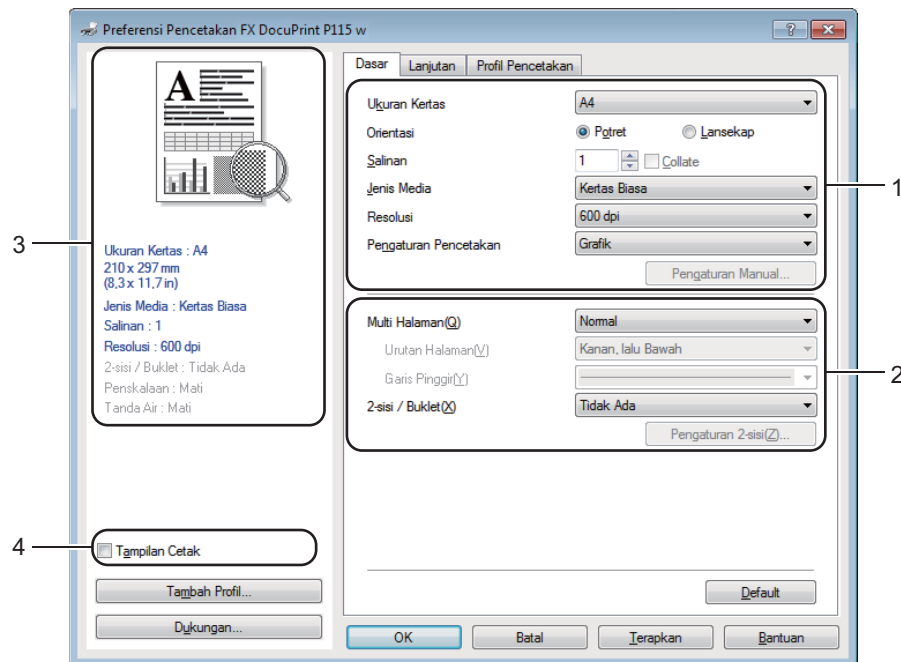 Preferensi Pencetakan FX DocuPrint P115 w
Dasar Lanjutan Profil Pencetakan
A
3
Ukuran Kertas : A4
210 x 297 mm
(8,3 x 11,7 in)
Jenis Media : Kertas Biasa
Salinan : 1
Resolusi : 600 dpi
2-sisi / Buklet : Tidak Ada
Penskalaan : Mati
Tanda Air : Mati
4
Tampilan Cetak
Tambah Profil...
Dukungan...
Ukuran Kertas A4
Orientasi Potret Lansekap
Salinan 1 Collate
Jenis Media Kertas Biasa
1
Resolusi 600 dpi
Pengaturan Pencetakan Grafik
Pengaturan Manual...
Multi Halaman(Q) Normal
Urutan Halaman(V) Kanan, lalu Bawah
Garis Pinggir(Y)
2
2-sisi / Buklet(X) Tidak Ada
Pengaturan 2-sisi(Z)...
Default
OK Batal Terapkan Bantuan